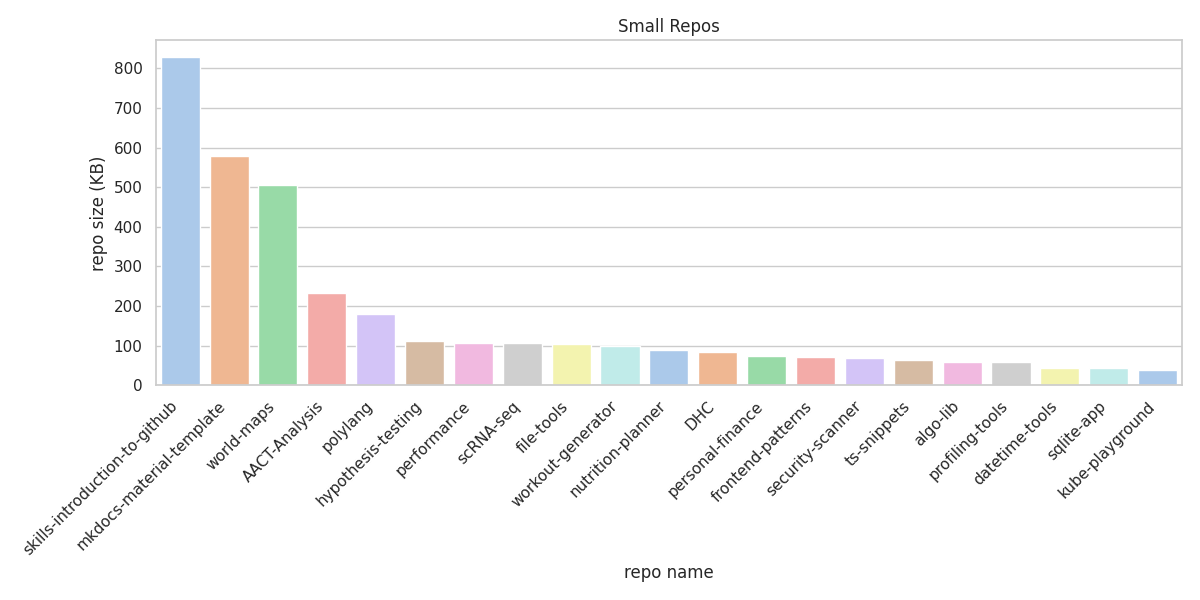 Small Repos
repo size (KB)
800
700
600
500
400
300
200
100
0
skills-introduction-to-github
mkdocs-material-template
world-maps
AACT-Analysis
polylang
hypothesis-testing
performance
scRNA-seq
file-tools
workout-generator
nutrition-planner
DHC
personal-finance
frontend-patterns
security-scanner
ts-snippets
algo-lib
profiling-tools
datetime-tools
sqlite-app
kube-playground
repo name